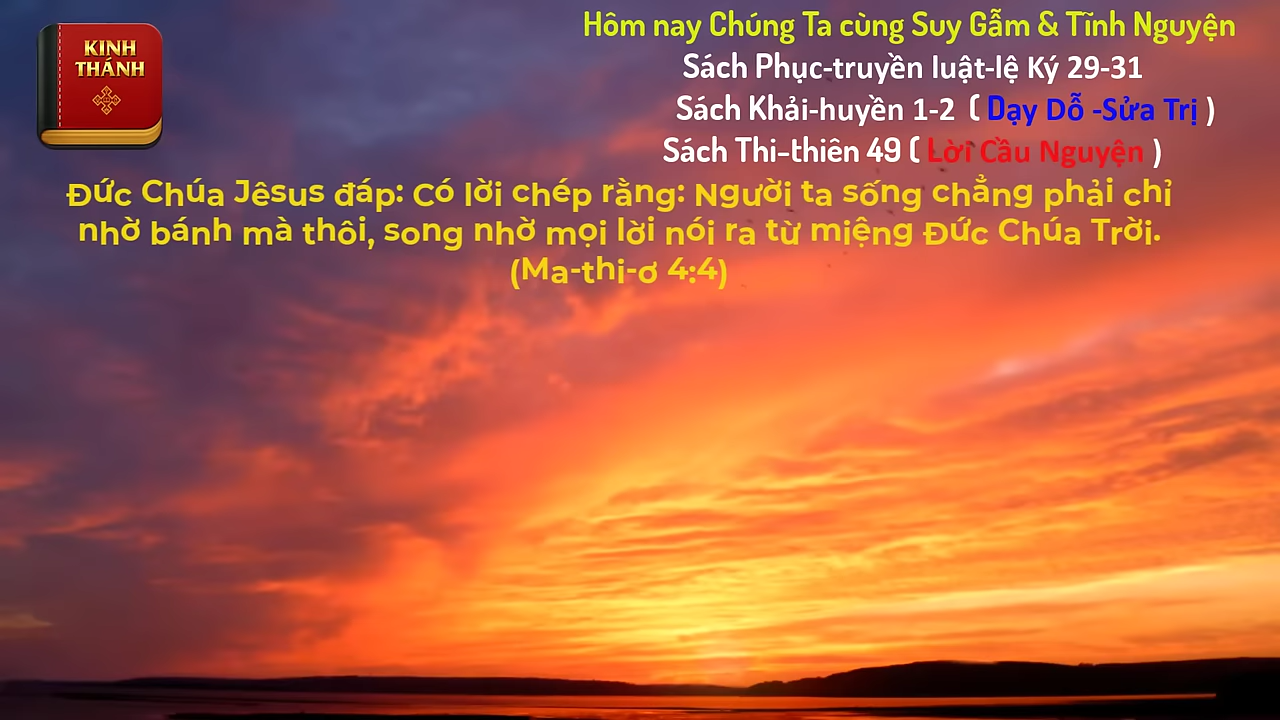 KINH
THÁNH
Hôm nay Chúng Ta cùng Suy Gẫm & Tĩnh Nguyện
Sách Phục-truyền luật-lệ Ký 29-31
Sách Khải-huyền 1-2 ( Dạy Dỗ -Sửa Trị )
Sách Thi-thiên 49 ( Lời Cầu Nguyện )
Đức Chúa Jêsus đáp: Có lời chép rằng: Người ta sống chẳng phải chỉ
nhờ bánh mà thôi, song nhờ mọi lời nói ra từ miệng Đức Chúa Trời.
(Ma-thi-ơ 4:4)